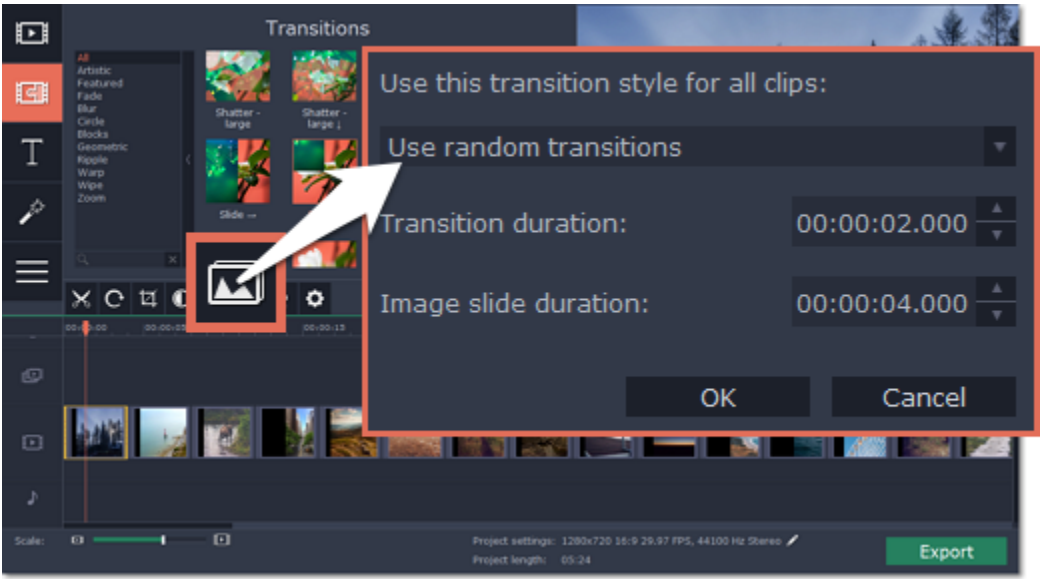 Transitions
All
Artistic
Featured
Fade
Blur
Circle
Blocks
Geometric
Ripple
Warp
Wipe
Zoom
Shatter -
large
Shatter -
large ↓
Slide →
T
Use this transition style for all clips:
Use random transitions
Transition duration:
00:00:02.000
Image slide duration:
00:00:04.000
OK
Cancel
00:00:15
Scale:
Project settings: 1280x720 16:9 29.97 FPS, 44100 Hz Stereo
Project length: 05:24
Export